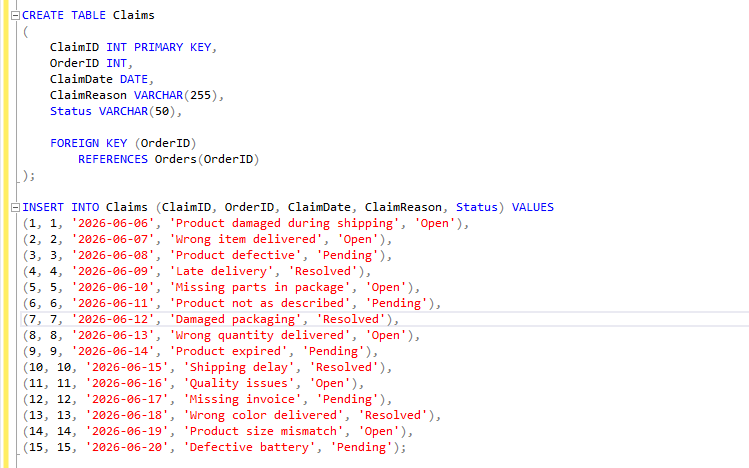 CREATE TABLE Claims
(
    ClaimID INT PRIMARY KEY,
    OrderID INT,
    ClaimDate DATE,
    ClaimReason VARCHAR(255),
    Status VARCHAR(50),

    FOREIGN KEY (OrderID)
        REFERENCES Orders(OrderID)
);

INSERT INTO Claims (ClaimID, OrderID, ClaimDate, ClaimReason, Status) VALUES
(1, 1, '2026-06-06', 'Product damaged during shipping', 'Open'),
(2, 2, '2026-06-07', 'Wrong item delivered', 'Open'),
(3, 3, '2026-06-08', 'Product defective', 'Pending'),
(4, 4, '2026-06-09', 'Late delivery', 'Resolved'),
(5, 5, '2026-06-10', 'Missing parts in package', 'Open'),
(6, 6, '2026-06-11', 'Product not as described', 'Pending'),
(7, 7, '2026-06-12', 'Damaged packaging', 'Resolved'),
(8, 8, '2026-06-13', 'Wrong quantity delivered', 'Open'),
(9, 9, '2026-06-14', 'Product expired', 'Pending'),
(10, 10, '2026-06-15', 'Shipping delay', 'Resolved'),
(11, 11, '2026-06-16', 'Quality issues', 'Open'),
(12, 12, '2026-06-17', 'Missing invoice', 'Pending'),
(13, 13, '2026-06-18', 'Wrong color delivered', 'Resolved'),
(14, 14, '2026-06-19', 'Product size mismatch', 'Open'),
(15, 15, '2026-06-20', 'Defective battery', 'Pending');